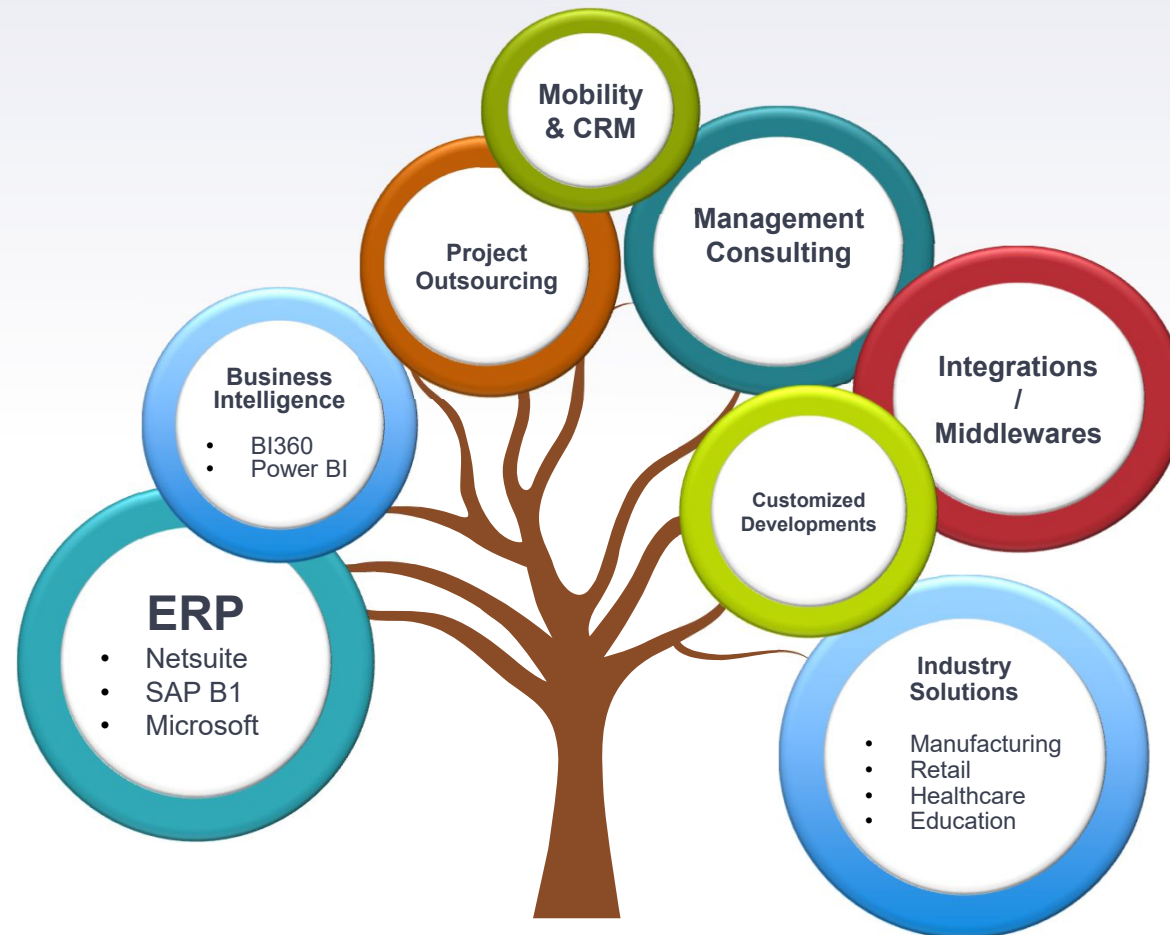 Mobility
& CRM
Management
Consulting
Project
Outsourcing
Integrations
/
Middlewares
Business
Intelligence
• BI360
• Power BI
Customized
Developments
ERP
• Netsuite
• SAP B1
• Microsoft
Industry
Solutions
• Manufacturing
• Retail
• Healthcare
• Education